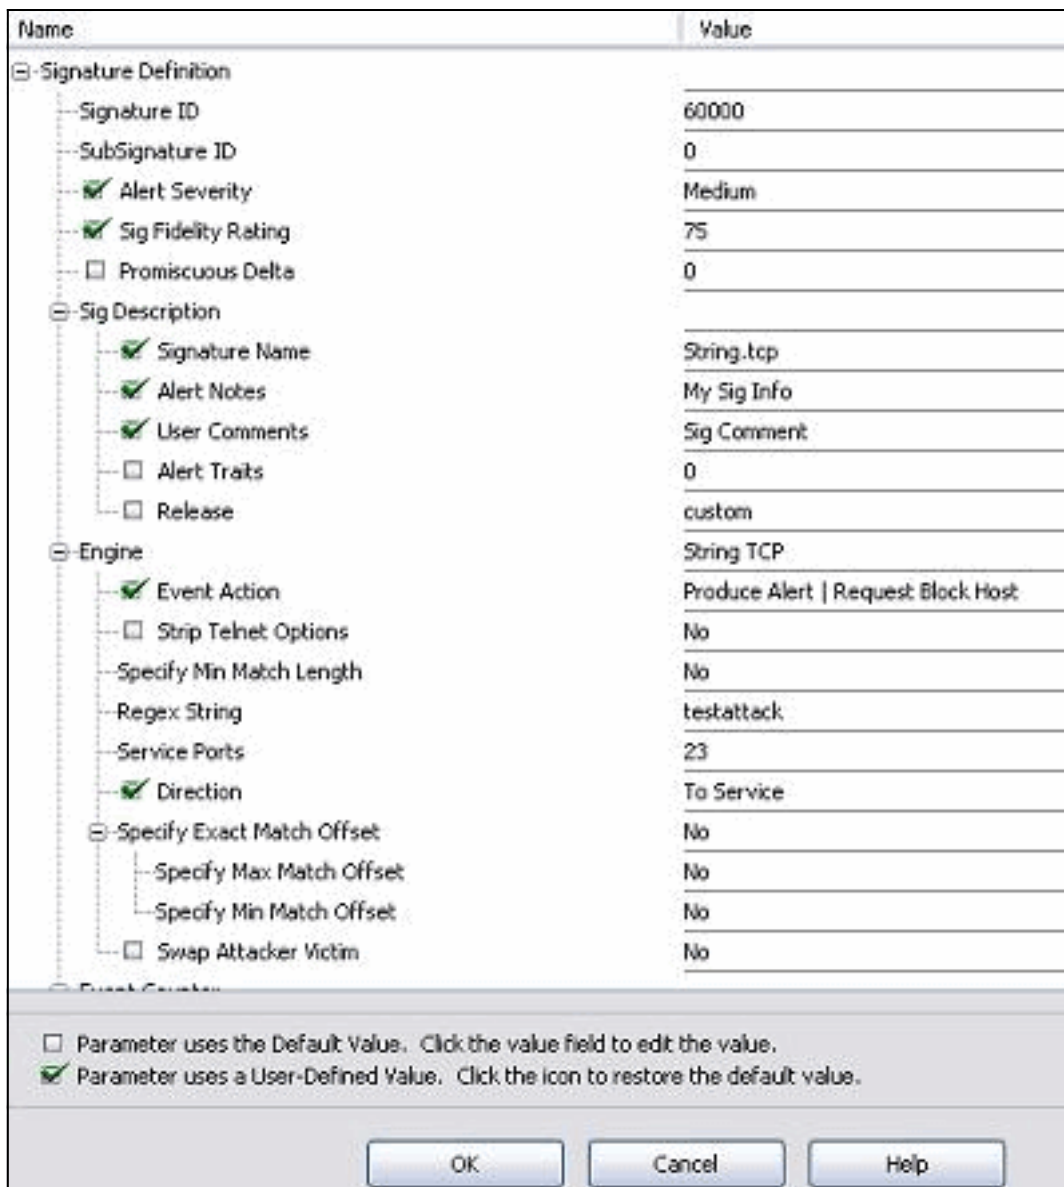 Name Value
Signature Definition
Signature ID 60000
SubSignature ID 0
Alert Severity Medium
Sig Fidelity Rating 75
Promiscuous Delta 0
Sig Description
Signature Name String.tcp
Alert Notes My Sig Info
User Comments Sig Comment
Alert Traits 0
Release custom
Engine String TCP
Event Action Produce Alert | Request Block Host
Strip Telnet Options No
Specify Min Match Length No
Regex String testattack
Service Ports 23
Direction To Service
Specify Exact Match Offset No
Specify Max Match Offset No
Specify Min Match Offset No
Swap Attacker Victim No
Event Counter
Parameter uses the Default Value. Click the value field to edit the value.
Parameter uses a User-Defined Value. Click the icon to restore the default value.
OK Cancel Help